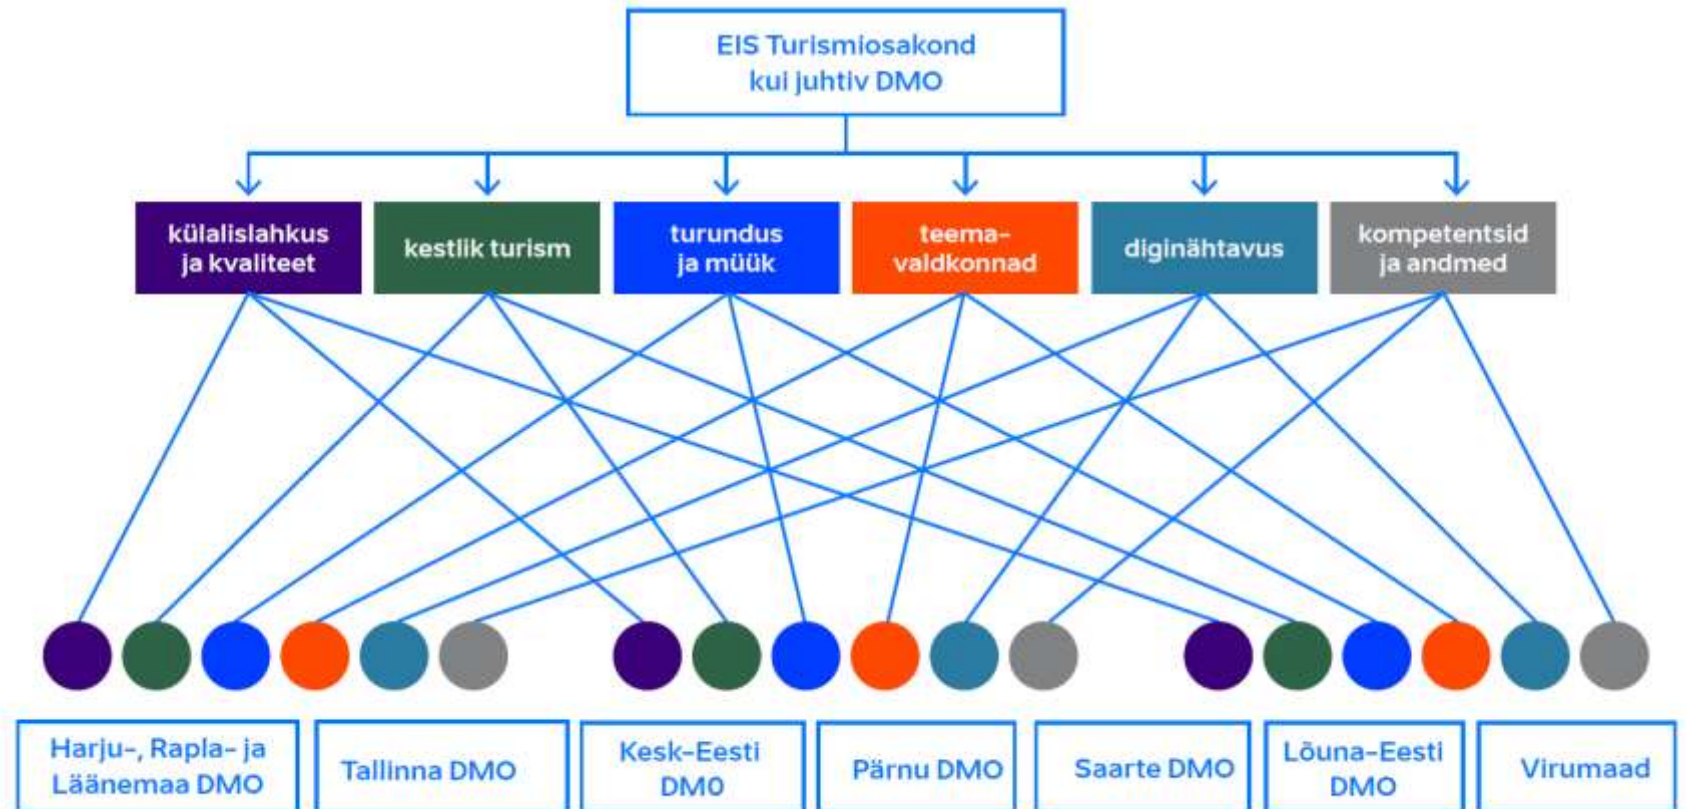 EIS Turismiosakond
kui juhtiv DMO
külalislahkus
ja kvaliteet
kestlik turism
turundus
ja müük
teema-
valdkonnad
diginähtavus
kompetentsid
ja andmed
Harju-, Rapla- ja
Läänemaa DMO
Tallinna DMO
Kesk-Eesti
DM0
Pärnu DMO
Saarte DMO
Lõuna-Eesti
DMO
Virumaad